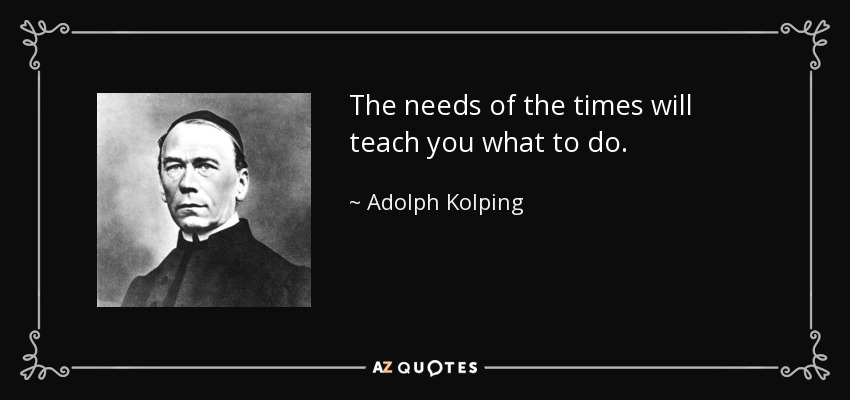 The needs of the times will
teach you what to do.
~ Adolph Kolping
AZ QUOTES